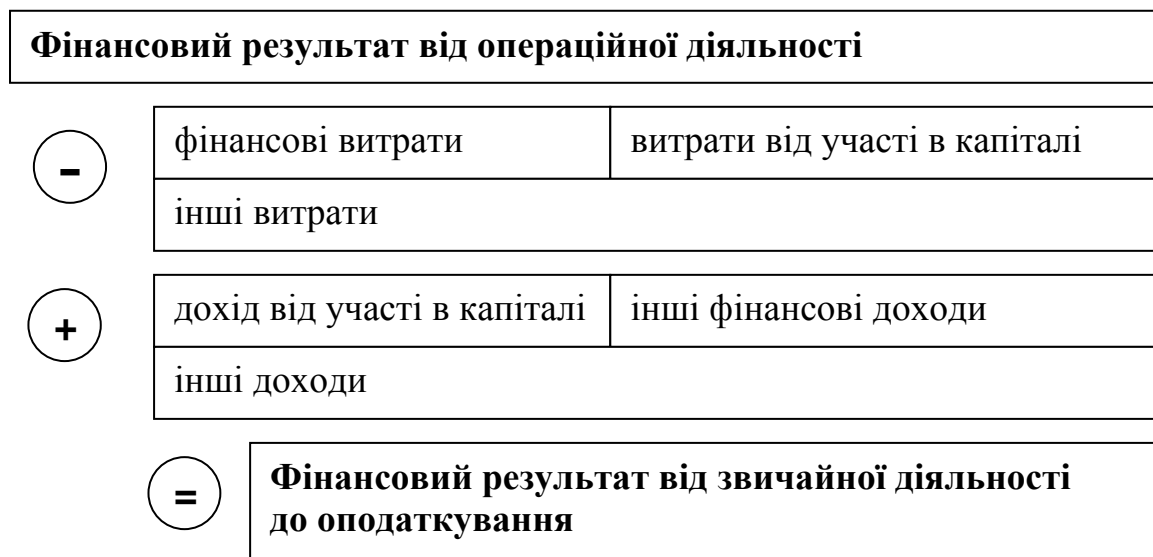 Фінансовий результат від операційної діяльності
-
фінансові витрати
витрати від участі в капіталі
інші витрати
+
дохід від участі в капіталі
інші фінансові доходи
інші доходи
=
Фінансовий результат від звичайної діяльності
до оподаткування